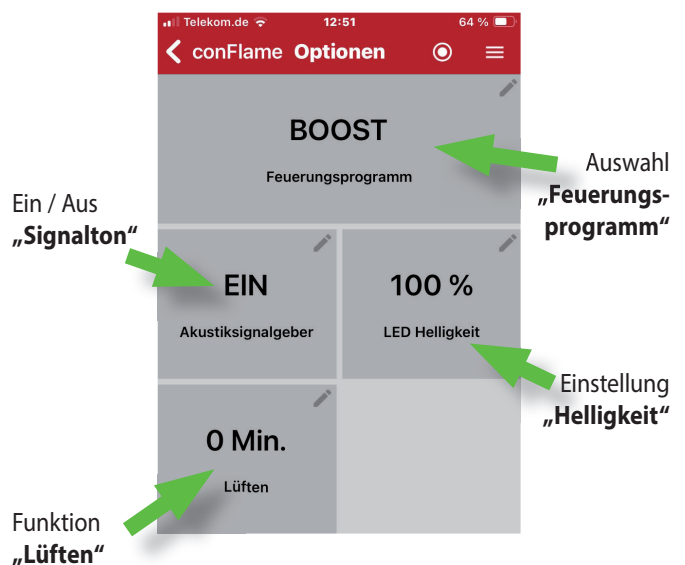 Telekom.de 12:51 64 %
conFlame Optionen
BOOST
Feuerungsprogramm
Auswahl
„Feuerungs-
programm“
Ein / Aus
„Signalton“
EIN
Akustiksignalgeber
100 %
LED Helligkeit
Einstellung
„Helligkeit“
0 Min.
Lüften
Funktion
„Lüften“